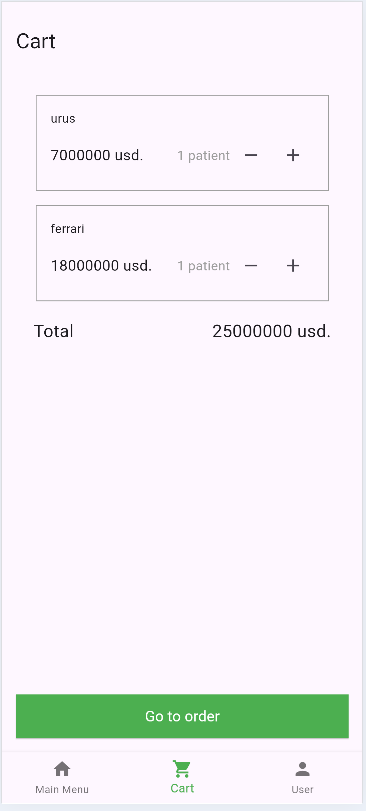 Cart
urus
7000000 usd. 1 patient − +
ferrari
18000000 usd. 1 patient − +
Total 25000000 usd.
Go to order
Main Menu Cart User